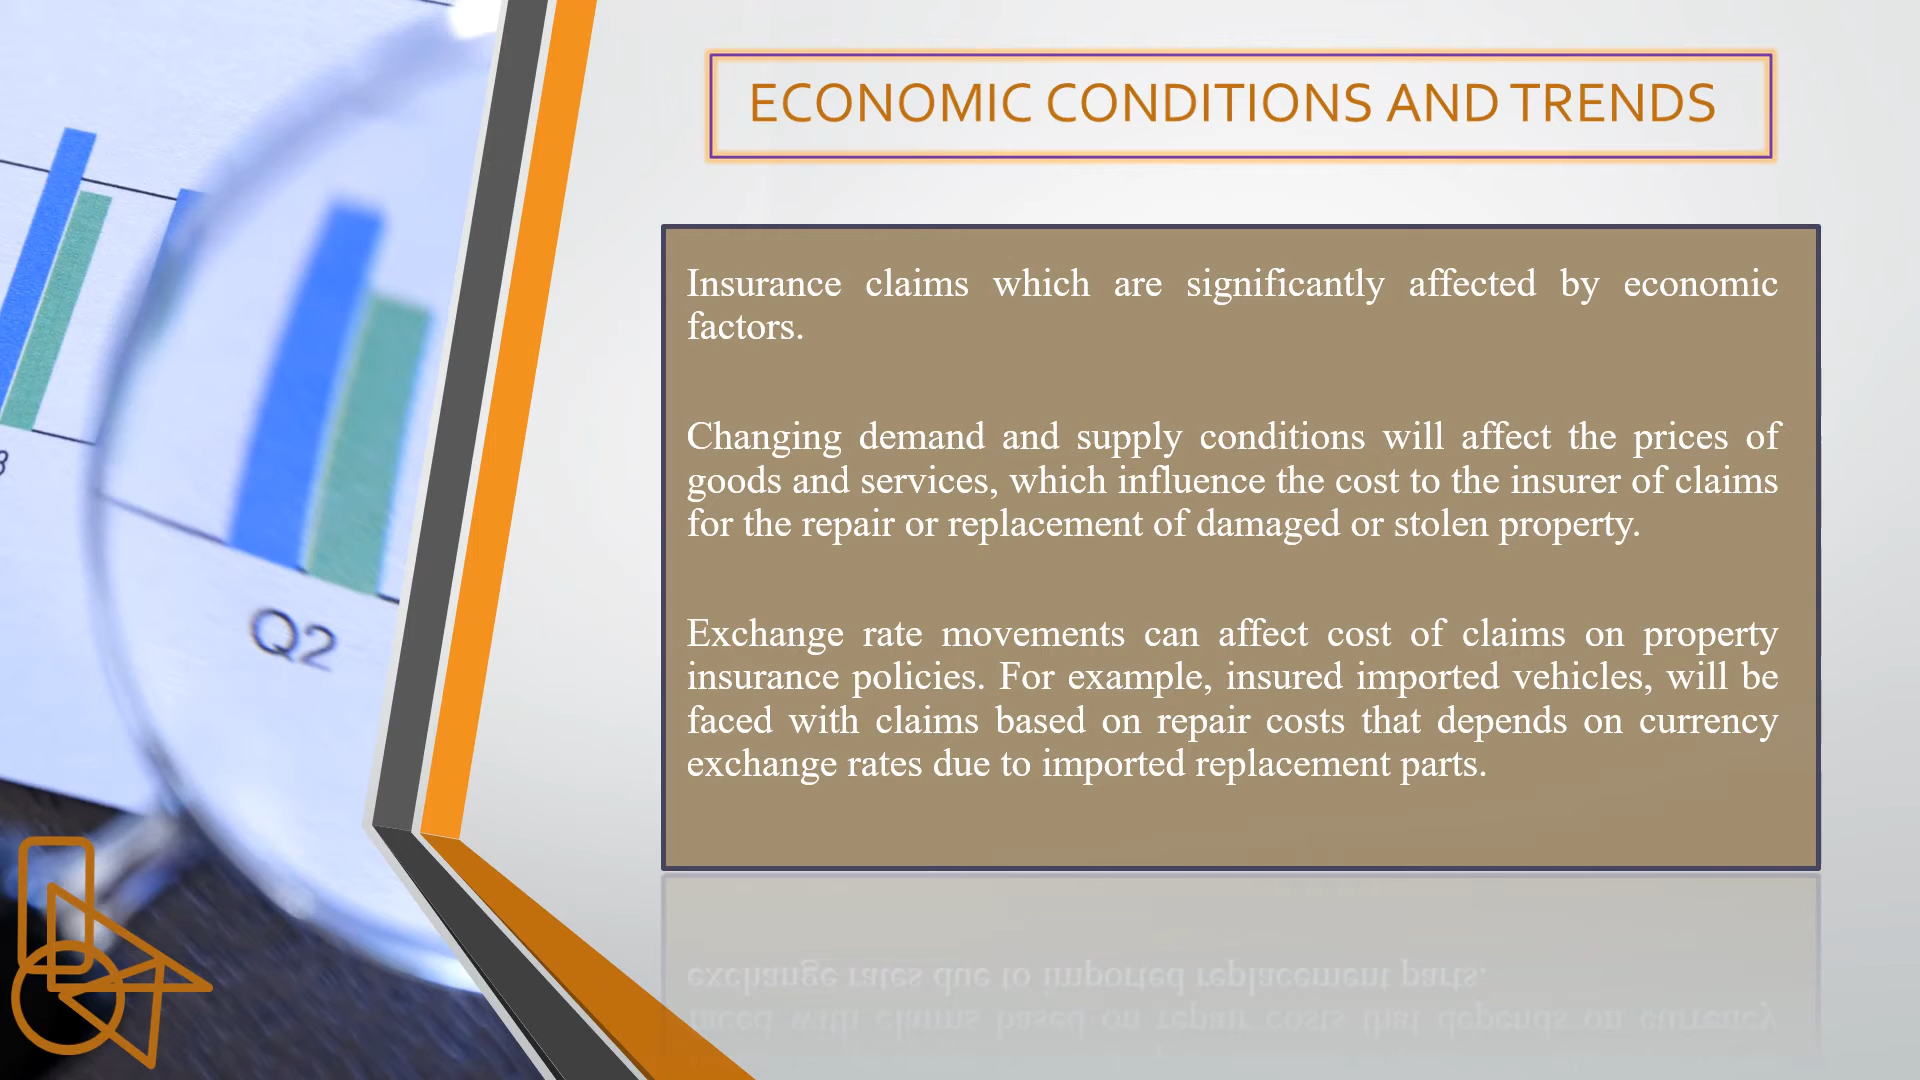 ECONOMIC CONDITIONS AND TRENDS
Insurance claims which are significantly affected by economic
factors.
Changing demand and supply conditions will affect the prices of
goods and services, which influence the cost to the insurer of claims
for the repair or replacement of damaged or stolen property.
Exchange rate movements can affect cost of claims on property
insurance policies. For example, insured imported vehicles, will be
faced with claims based on repair costs that depends on currency
exchange rates due to imported replacement parts.
3
Q2